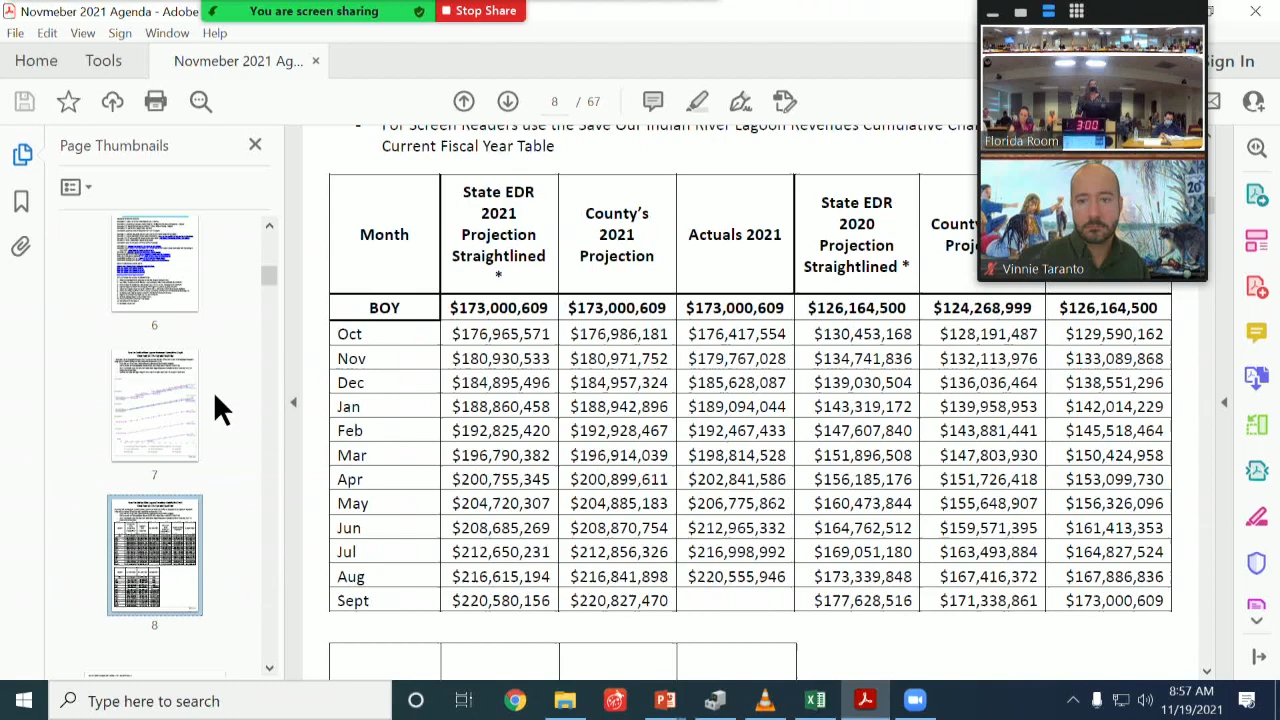 Novmeber 2021 Agenda - Adobe
You are screen sharing
Stop Share
File Edit View Sign Window Help
Home Tools Novmeber 2021 Ag... ×
Sign In
8 / 67
Page Thumbnails
6
7
8
Florida Room
3:00
Vinnie Taranto
Screen Readers use the Save Our Indian River Lagoon Revenues Cumulative
Current Fiscal Year Table
Month State EDR 2021 Projection Straightlined * County's 2021 Projection Actuals 2021 State EDR 2020 Projection Straightlined *
BOY $173,000,609 $173,000,609 $173,000,609 $126,164,500 $124,268,999 $126,164,500
Oct $176,965,571 $176,986,181 $176,417,554 $130,453,168 $128,191,487 $129,590,162
Nov $180,930,533 $180,971,752 $179,767,028 $134,741,836 $132,113,976 $133,089,868
Dec $184,895,496 $184,957,324 $185,628,087 $139,030,504 $136,036,464 $138,551,296
Jan $188,860,458 $188,942,896 $189,094,044 $143,319,172 $139,958,953 $142,014,229
Feb $192,825,420 $192,928,467 $192,467,433 $147,607,840 $143,881,441 $145,518,464
Mar $196,790,382 $196,914,039 $198,814,528 $151,896,508 $147,803,930 $150,424,958
Apr $200,755,345 $200,899,611 $202,841,586 $156,185,176 $151,726,418 $153,099,730
May $204,720,307 $204,885,183 $206,775,862 $160,473,844 $155,648,907 $156,326,096
Jun $208,685,269 $208,870,754 $212,965,332 $164,762,512 $159,571,395 $161,413,353
Jul $212,650,231 $212,856,326 $216,998,992 $169,051,180 $163,493,884 $164,827,524
Aug $216,615,194 $216,841,898 $220,555,946 $173,339,848 $167,416,372 $167,886,836
Sept $220,580,156 $220,827,470 $177,628,516 $171,338,861 $173,000,609
Type here to search
8:57 AM
11/19/2021